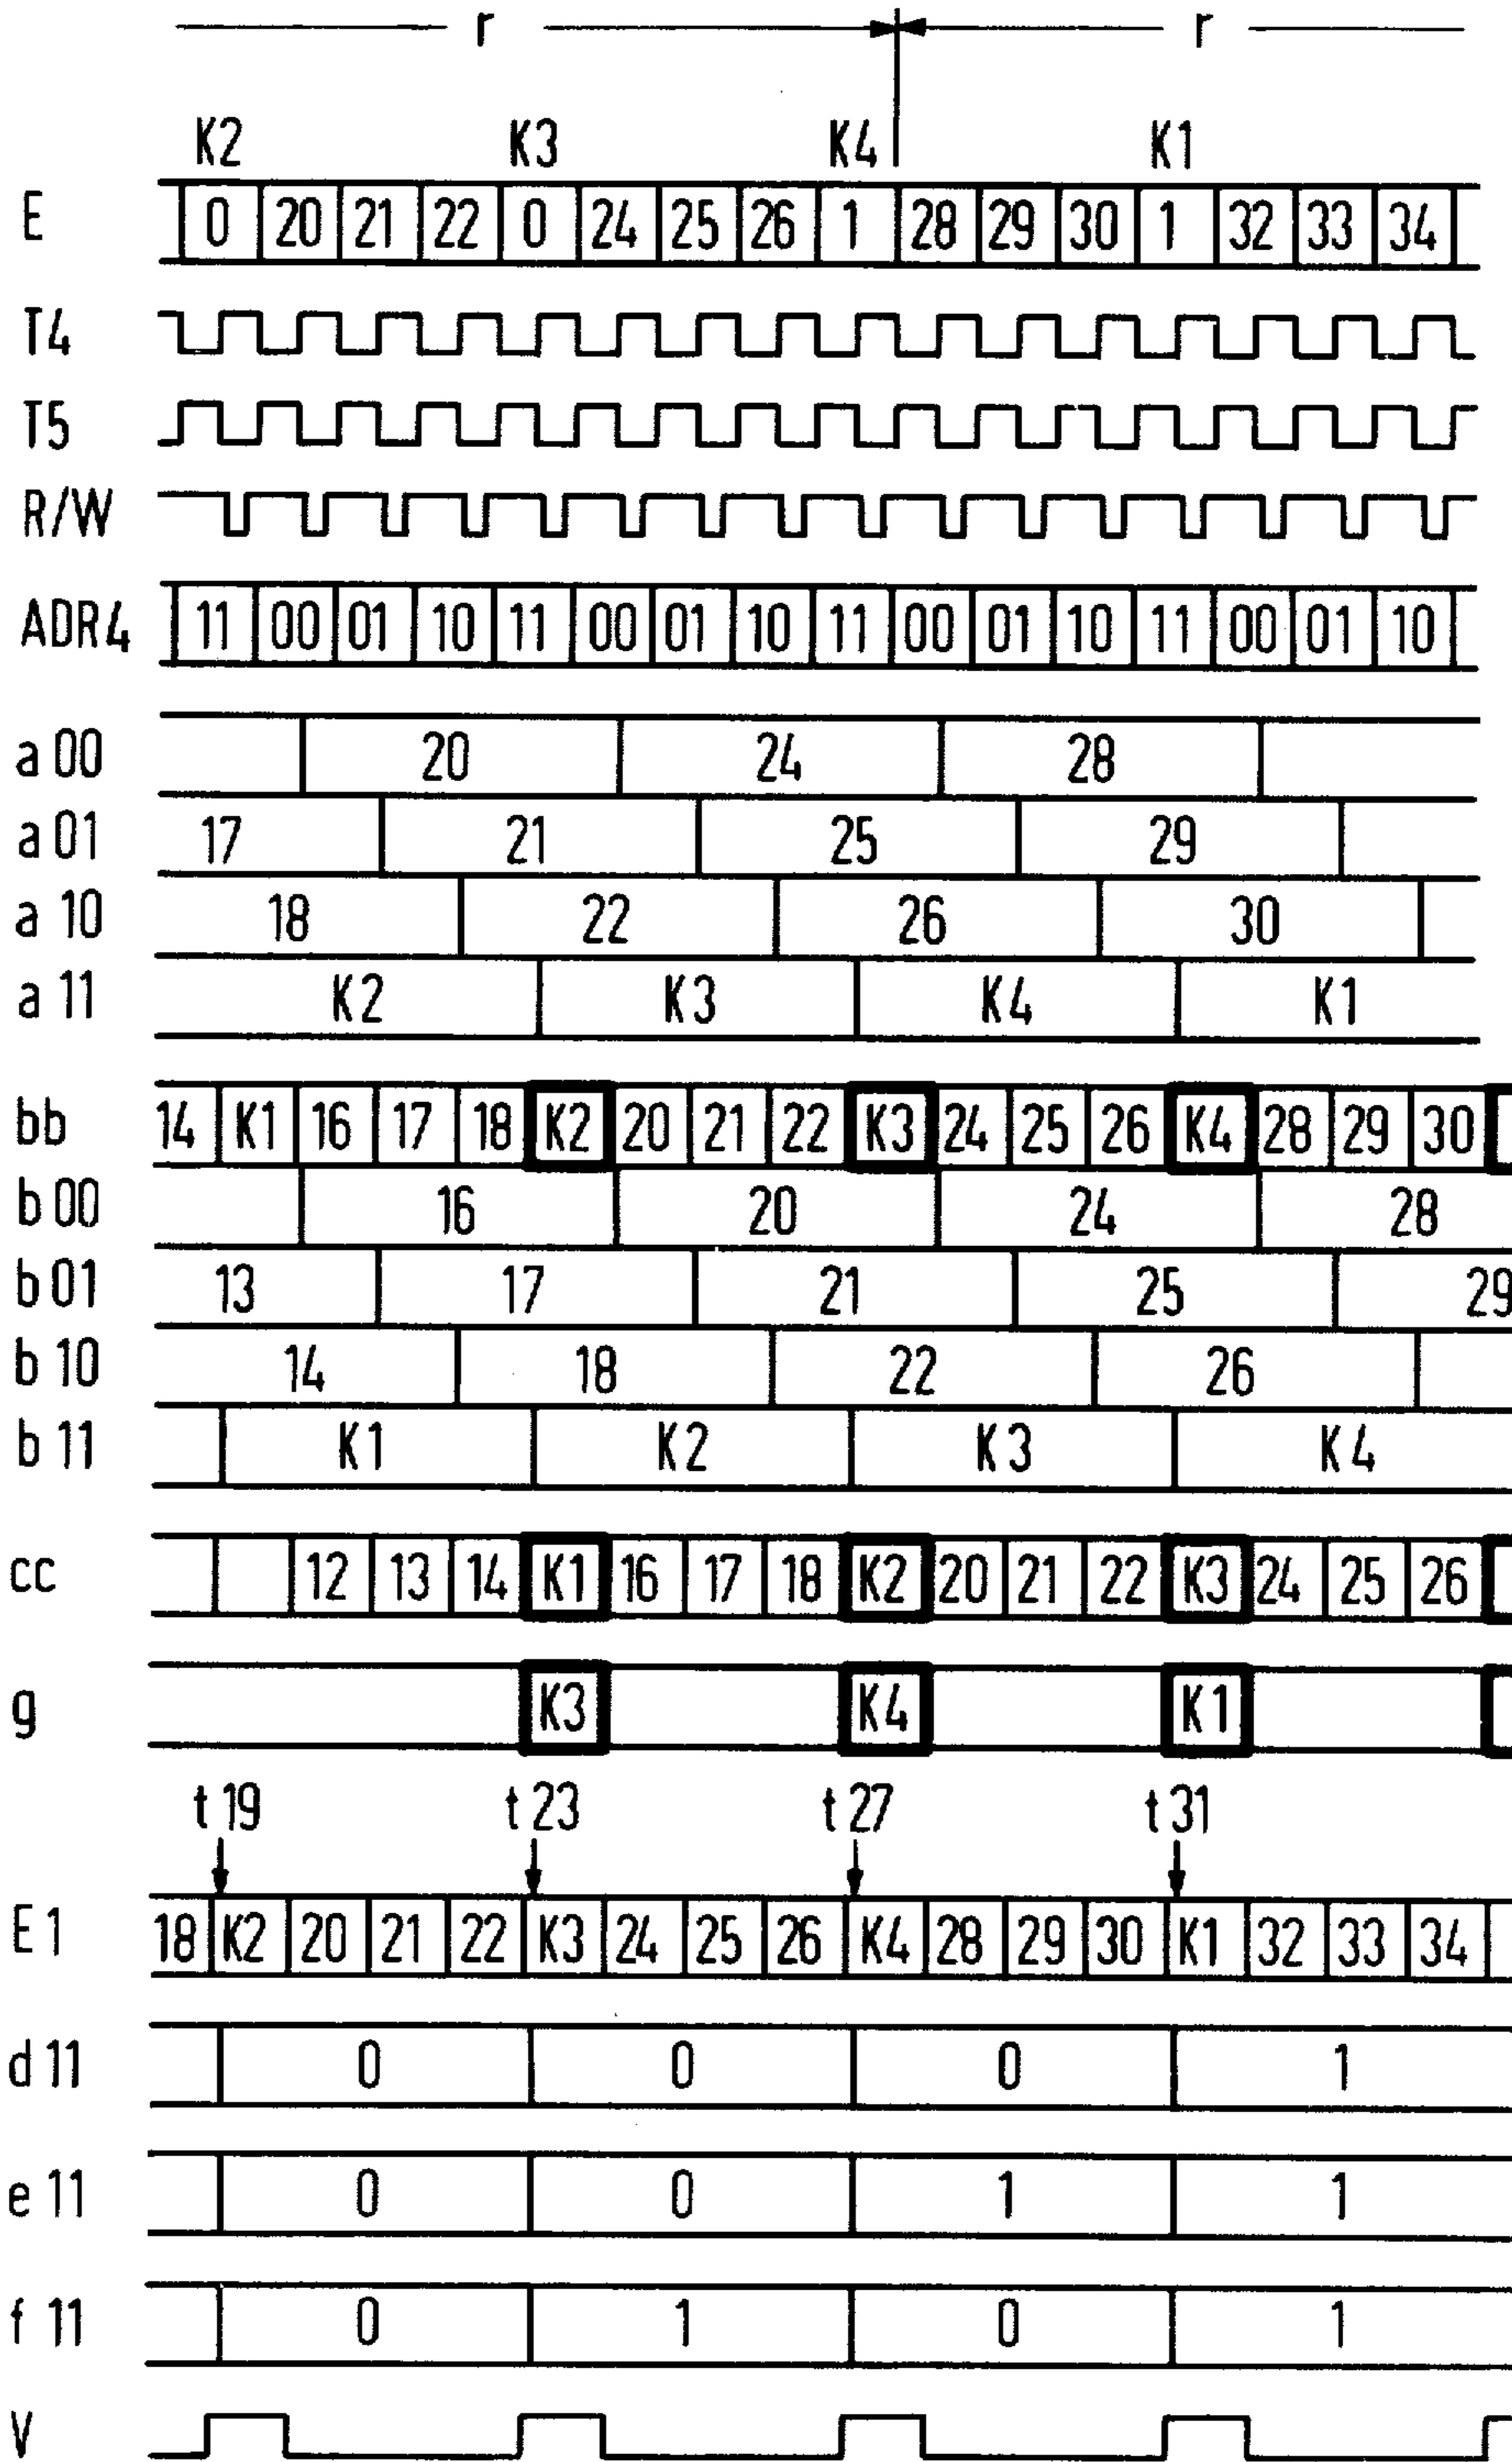 r r
K2 K3 K4 K1
E 0 20 21 22 0 24 25 26 1 28 29 30 1 32 33 34
T4
T5
R/W
ADR4 11 00 01 10 11 00 01 10 11 00 01 10 11 00 01 10
a 00 20 24 28
a 01 17 21 25 29
a 10 18 22 26 30
a 11 K2 K3 K4 K1
bb 14 K1 16 17 18 K2 20 21 22 K3 24 25 26 K4 28 29 30
b 00 16 20 24 28
b 01 13 17 21 25 29
b 10 14 18 22 26
b 11 K1 K2 K3 K4
cc 12 13 14 K1 16 17 18 K2 20 21 22 K3 24 25 26
g K3 K4 K1
t 19 t 23 t 27 t 31
E 1 18 K2 20 21 22 K3 24 25 26 K4 28 29 30 K1 32 33 34
d 11 0 0 0 1
e 11 0 0 1 1
f 11 0 1 0 1
V